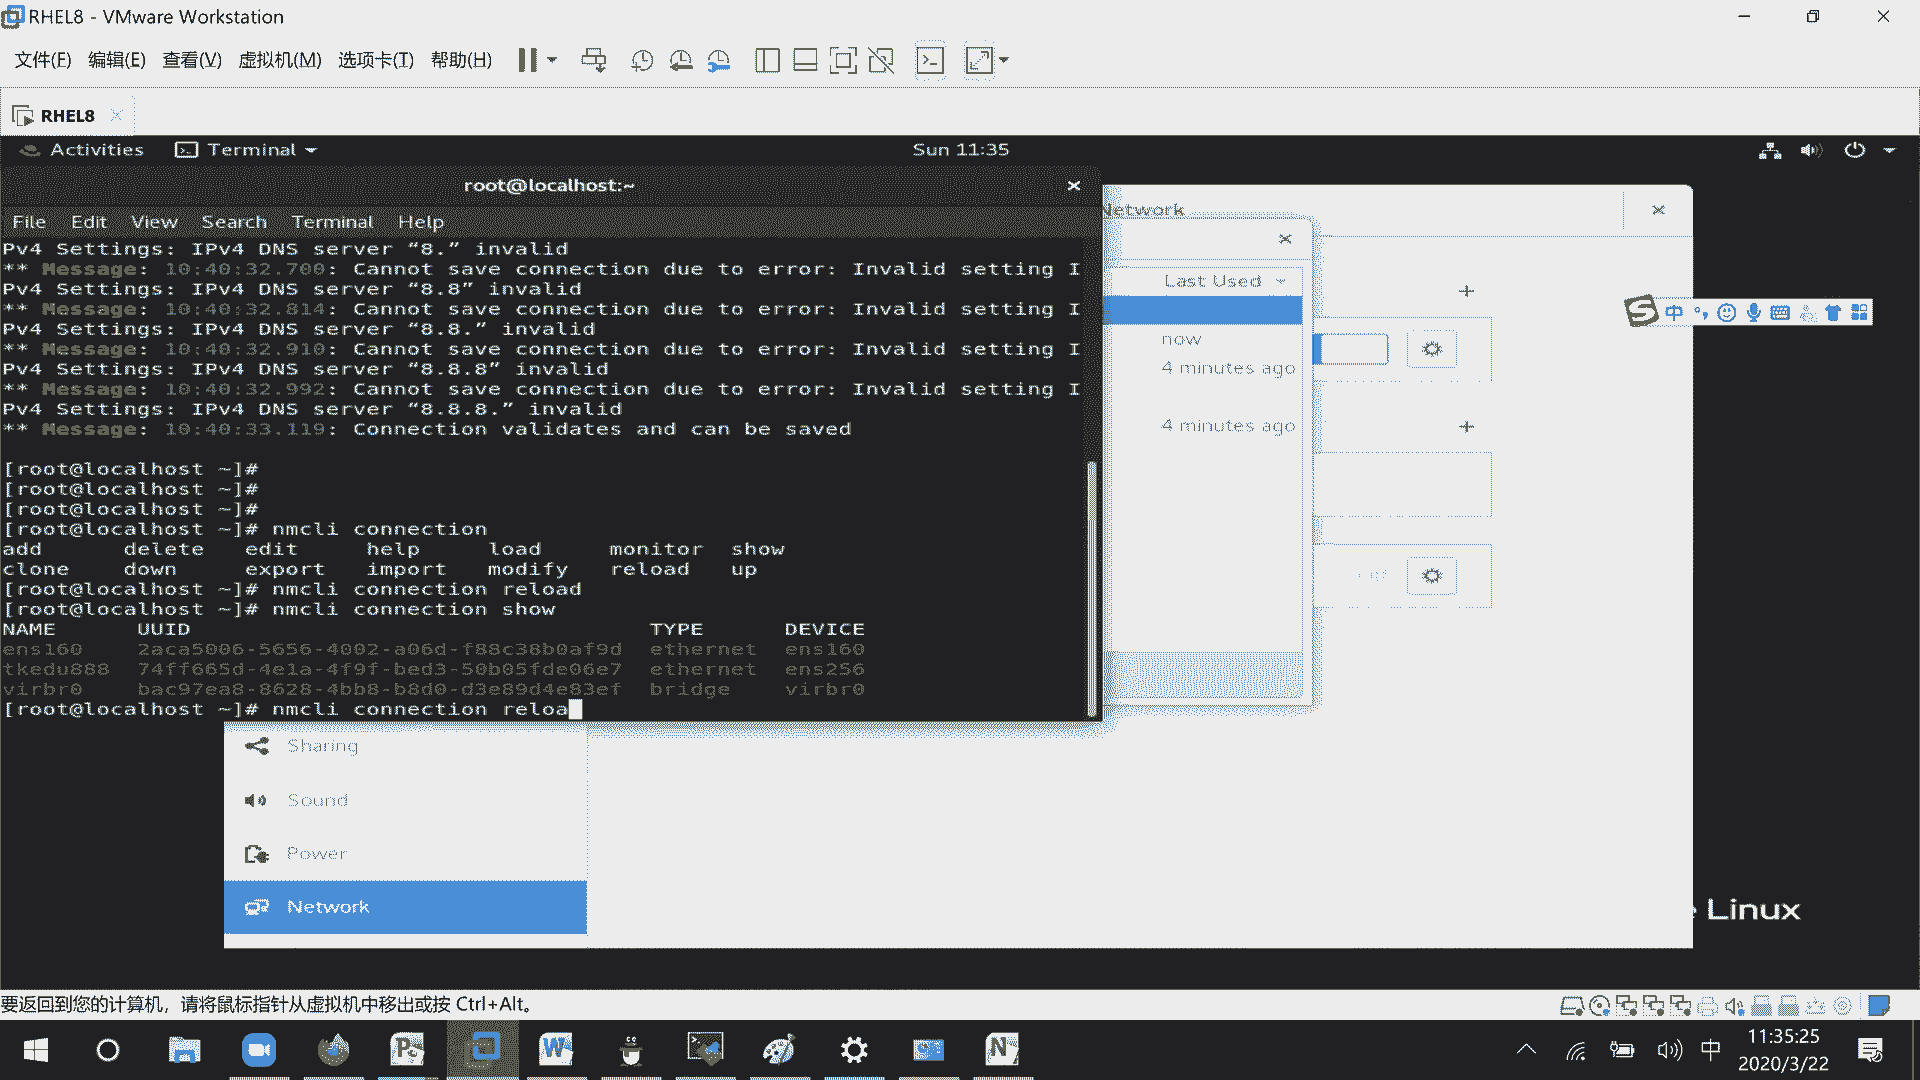 RHEL8 - VMware Workstation
文件(F) 编辑(E) 查看(V) 虚拟机(M) 选项卡(T) 帮助(H)
RHEL8
Activities Terminal Sun 11:35
root@localhost:~
File Edit View Search Terminal Help
Pv4 Settings: IPv4 DNS server “8.” invalid
** Message: 10:40:32.700: Cannot save connection due to error: Invalid setting I
Pv4 Settings: IPv4 DNS server “8.8” invalid
** Message: 10:40:32.814: Cannot save connection due to error: Invalid setting I
Pv4 Settings: IPv4 DNS server “8.8.” invalid
** Message: 10:40:32.910: Cannot save connection due to error: Invalid setting I
Pv4 Settings: IPv4 DNS server “8.8.8” invalid
** Message: 10:40:32.992: Cannot save connection due to error: Invalid setting I
Pv4 Settings: IPv4 DNS server “8.8.8.” invalid
** Message: 10:40:33.119: Connection validates and can be saved
[root@localhost ~]#
[root@localhost ~]#
[root@localhost ~]#
[root@localhost ~]# nmcli connection
add delete edit help load monitor show
clone down export import modify reload up
[root@localhost ~]# nmcli connection reload
[root@localhost ~]# nmcli connection show
NAME UUID TYPE DEVICE
ens160 2aca5006-5656-4002-a06d-f88c38b0af9d ethernet ens160
tkedu888 74ff665d-4e1a-4f9f-bed3-50b05fde06e7 ethernet ens256
virbr0 bac97ea8-8628-4bb8-b8d0-d3e89d4e83ef bridge virbr0
[root@localhost ~]# nmcli connection reloa
Network
Last Used
now
4 minutes ago
4 minutes ago
中
Sharing
Sound
Power
Network
Linux
要返回到您的计算机，请将鼠标指针从虚拟机中移出或按 Ctrl+Alt。
中
11:35:25
2020/3/22